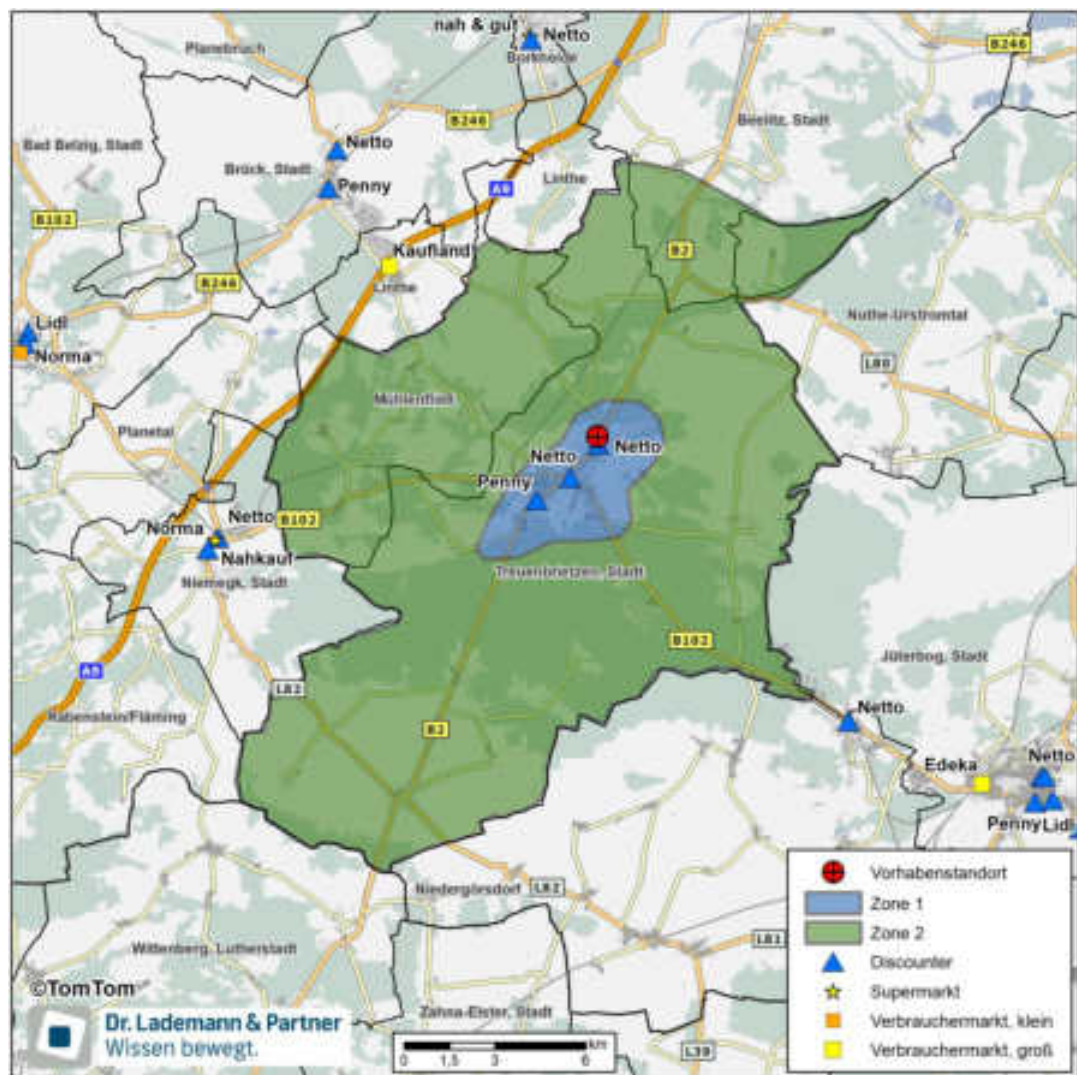 nah & gut
Netto
Borkheide
Planebruch
B246
Beelitz, Stadt
B246
Bad Belzig, Stadt
Netto
Brück, Stadt
Penny
Linthe
A9
B102
B2
Kaufland
Linthe
B246
Nuthe-Urstromtal
Lidl
Norma
L80
Mühlenfließ
Planetal
Netto
Netto
Penny
Norma
Netto
B102
Nahkauf
Niemegk, Stadt
Treuenbrietzen, Stadt
B102
A9
Jüterbog, Stadt
L82
Rabenstein/Fläming
Netto
B2
Edeka
Netto
Penny
Lidl
Niedergörsdorf
L82
L81
Wittenberg, Lutherstadt
©TomTom
Zahna-Elster, Stadt
L39
Dr. Lademann & Partner
Wissen bewegt.
km
0 1,5 3 6
Vorhabenstandort
Zone 1
Zone 2
Discounter
Supermarkt
Verbrauchermarkt, klein
Verbrauchermarkt, groß